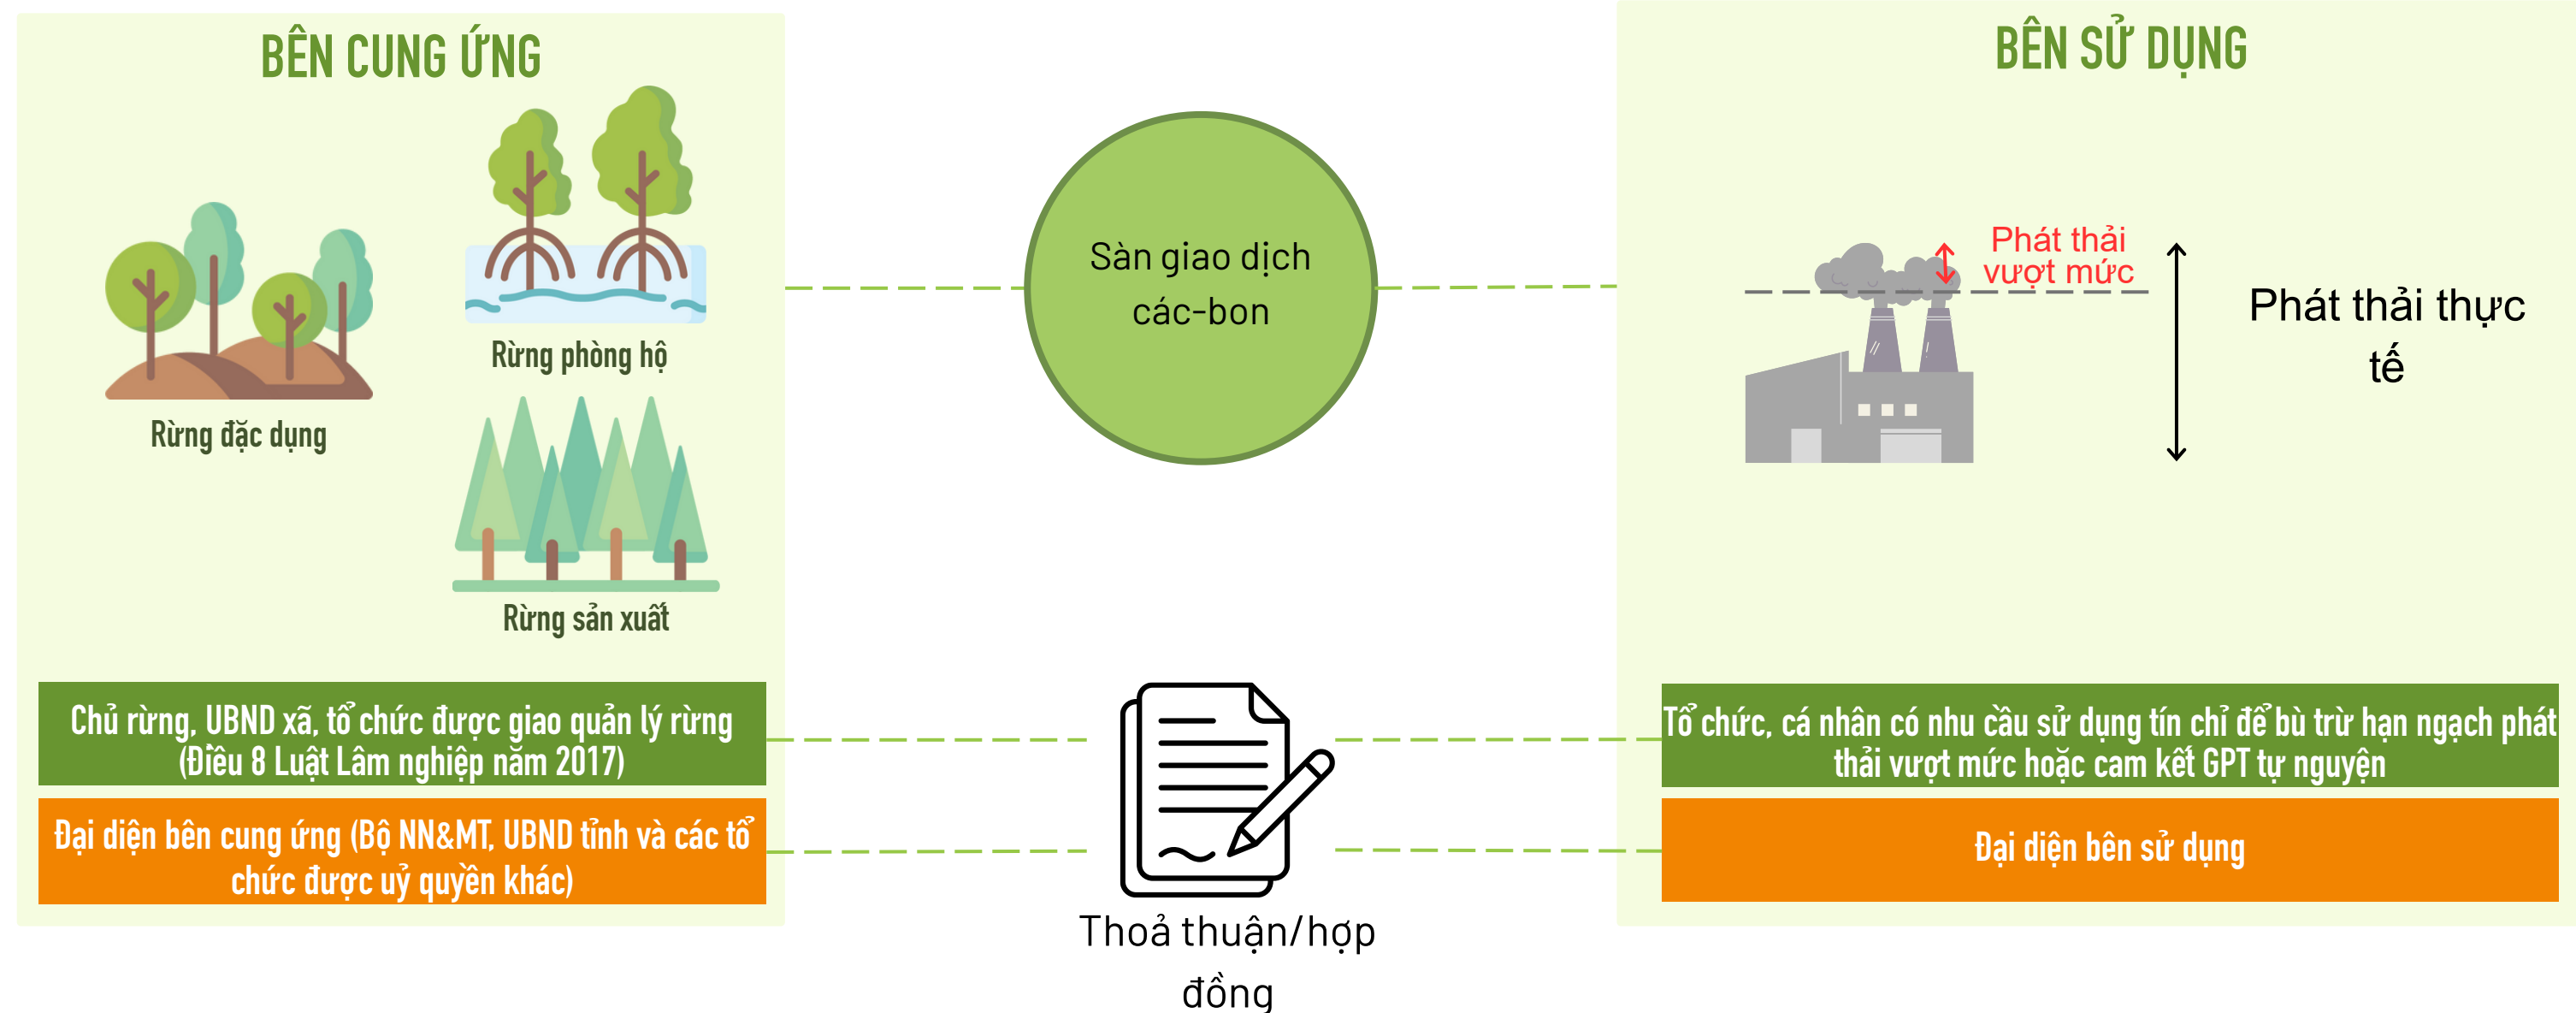 BÊN CUNG ỨNG
Rừng phòng hộ
Rừng đặc dụng
Rừng sản xuất
Chủ rừng, UBND xã, tổ chức được giao quản lý rừng
(Điều 8 Luật Lâm nghiệp năm 2017)
Đại diện bên cung ứng (Bộ NN&MT, UBND tỉnh và các tổ
chức được uỷ quyền khác)
Sàn giao dịch
các-bon
Thoả thuận/hợp
đồng
BÊN SỬ DỤNG
Phát thải
vượt mức
Phát thải thực
tế
Tổ chức, cá nhân có nhu cầu sử dụng tín chỉ để bù trừ hạn ngạch phát
thải vượt mức hoặc cam kết GPT tự nguyện
Đại diện bên sử dụng